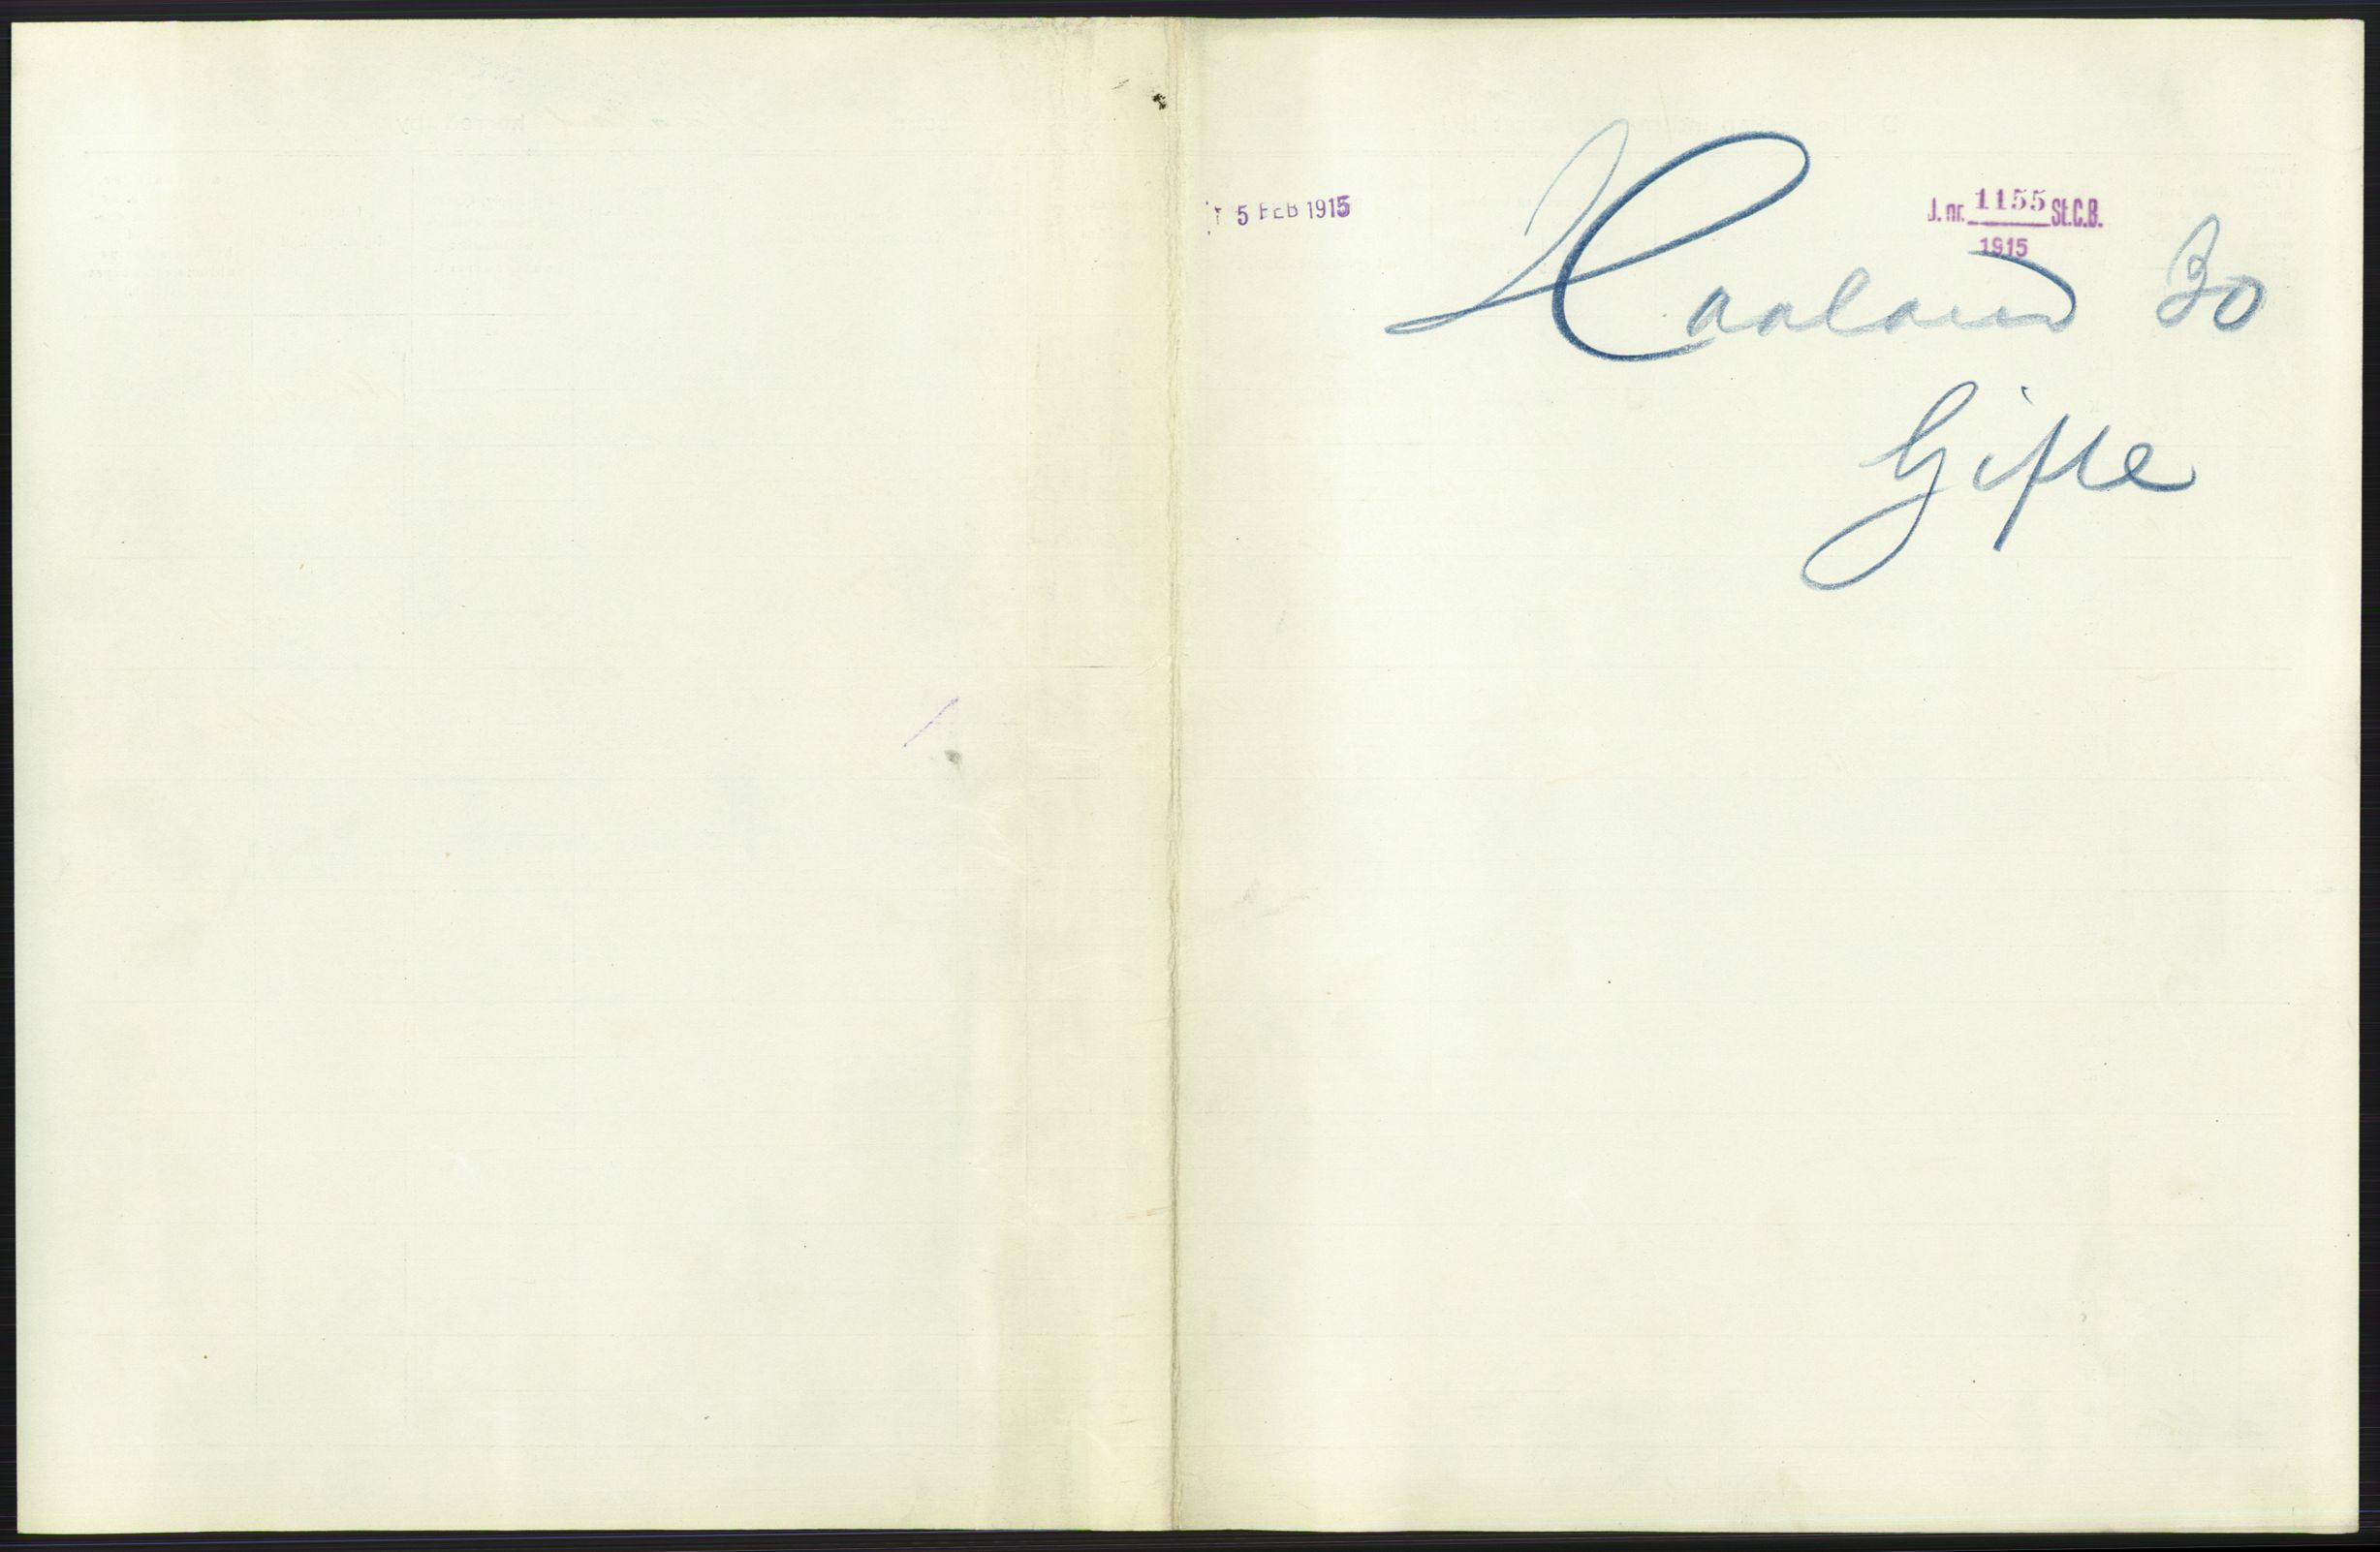 5 FEB 1915
J. nr. 1155 St.C.B.
1915
Haaland 30
Gifte